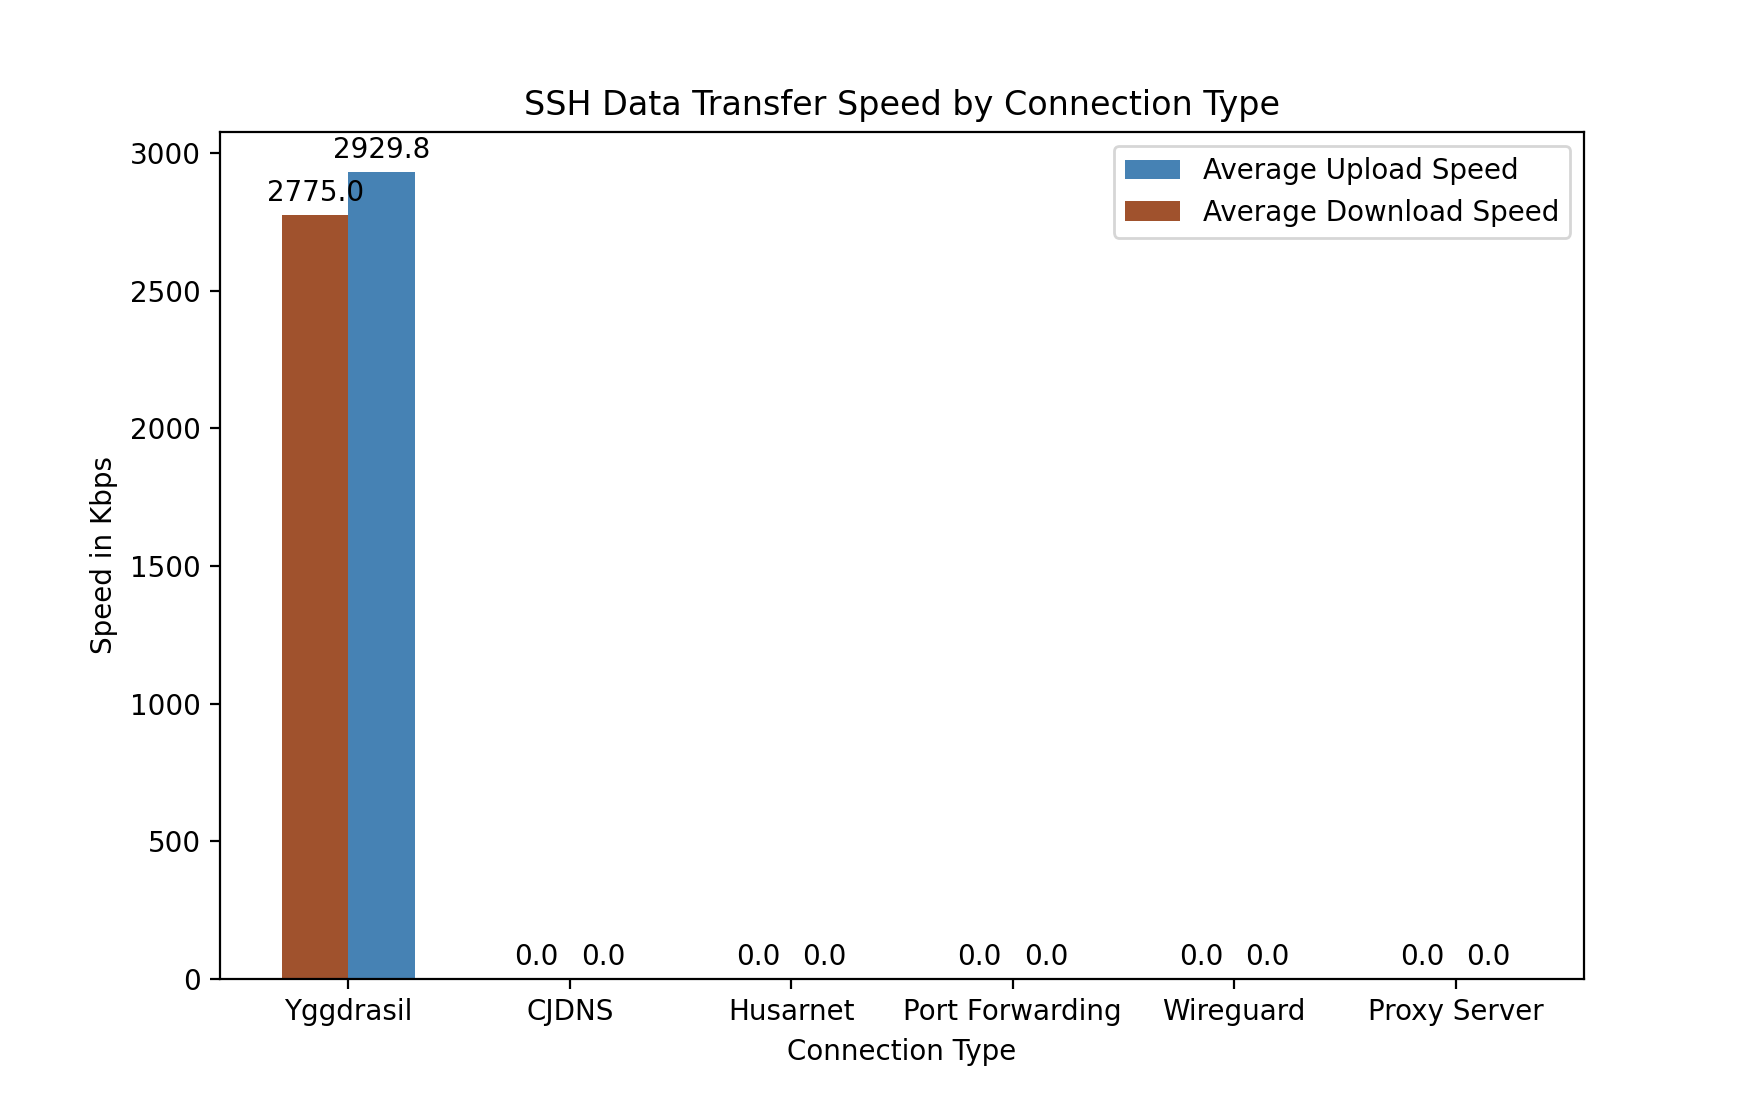 SSH Data Transfer Speed by Connection Type
Average Upload Speed
Average Download Speed
Speed in Kbps
3000
2500
2000
1500
1000
500
0
2929.8
2775.0
0.0 0.0 0.0 0.0 0.0 0.0 0.0 0.0 0.0 0.0
Yggdrasil CJDNS Husarnet Port Forwarding Wireguard Proxy Server
Connection Type